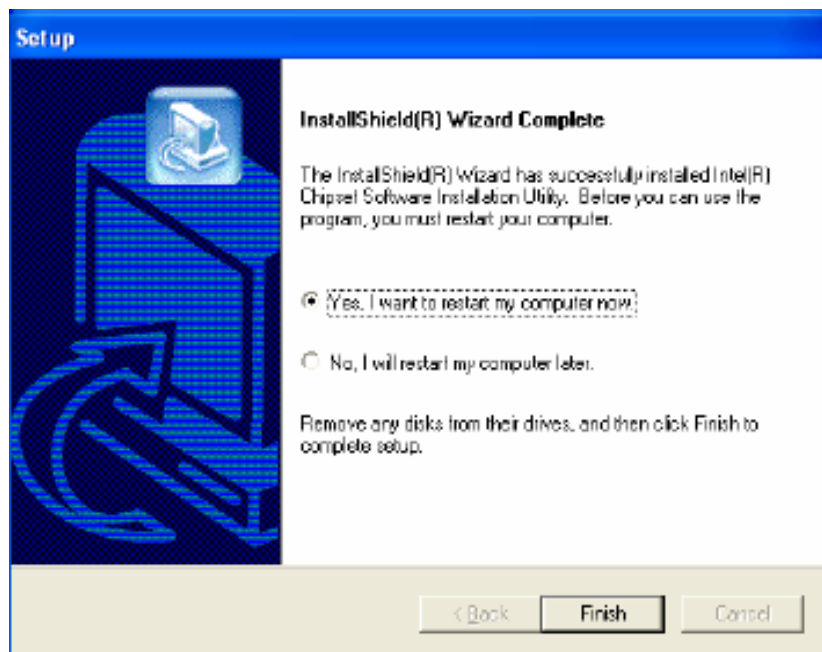 Setup
InstallShield(R) Wizard Complete
The InstallShield(R) Wizard has successfully installed Intel(R)
Chipset Software Installation Utility. Before you can use the
program, you must restart your computer.
Yes, I want to restart my computer now.
No, I will restart my computer later.
Remove any disks from their drives, and then click Finish to
complete setup.
< Back
Finish
Cancel